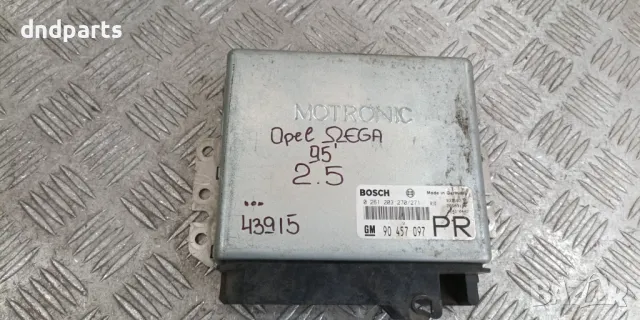 dndparts
MOTRONIC
Opel ΩEGA
95'
2.5
...
43915
BOSCH
Made in Germany
0 261 203 270/271
GM 90 457 097
PR
BAZAR